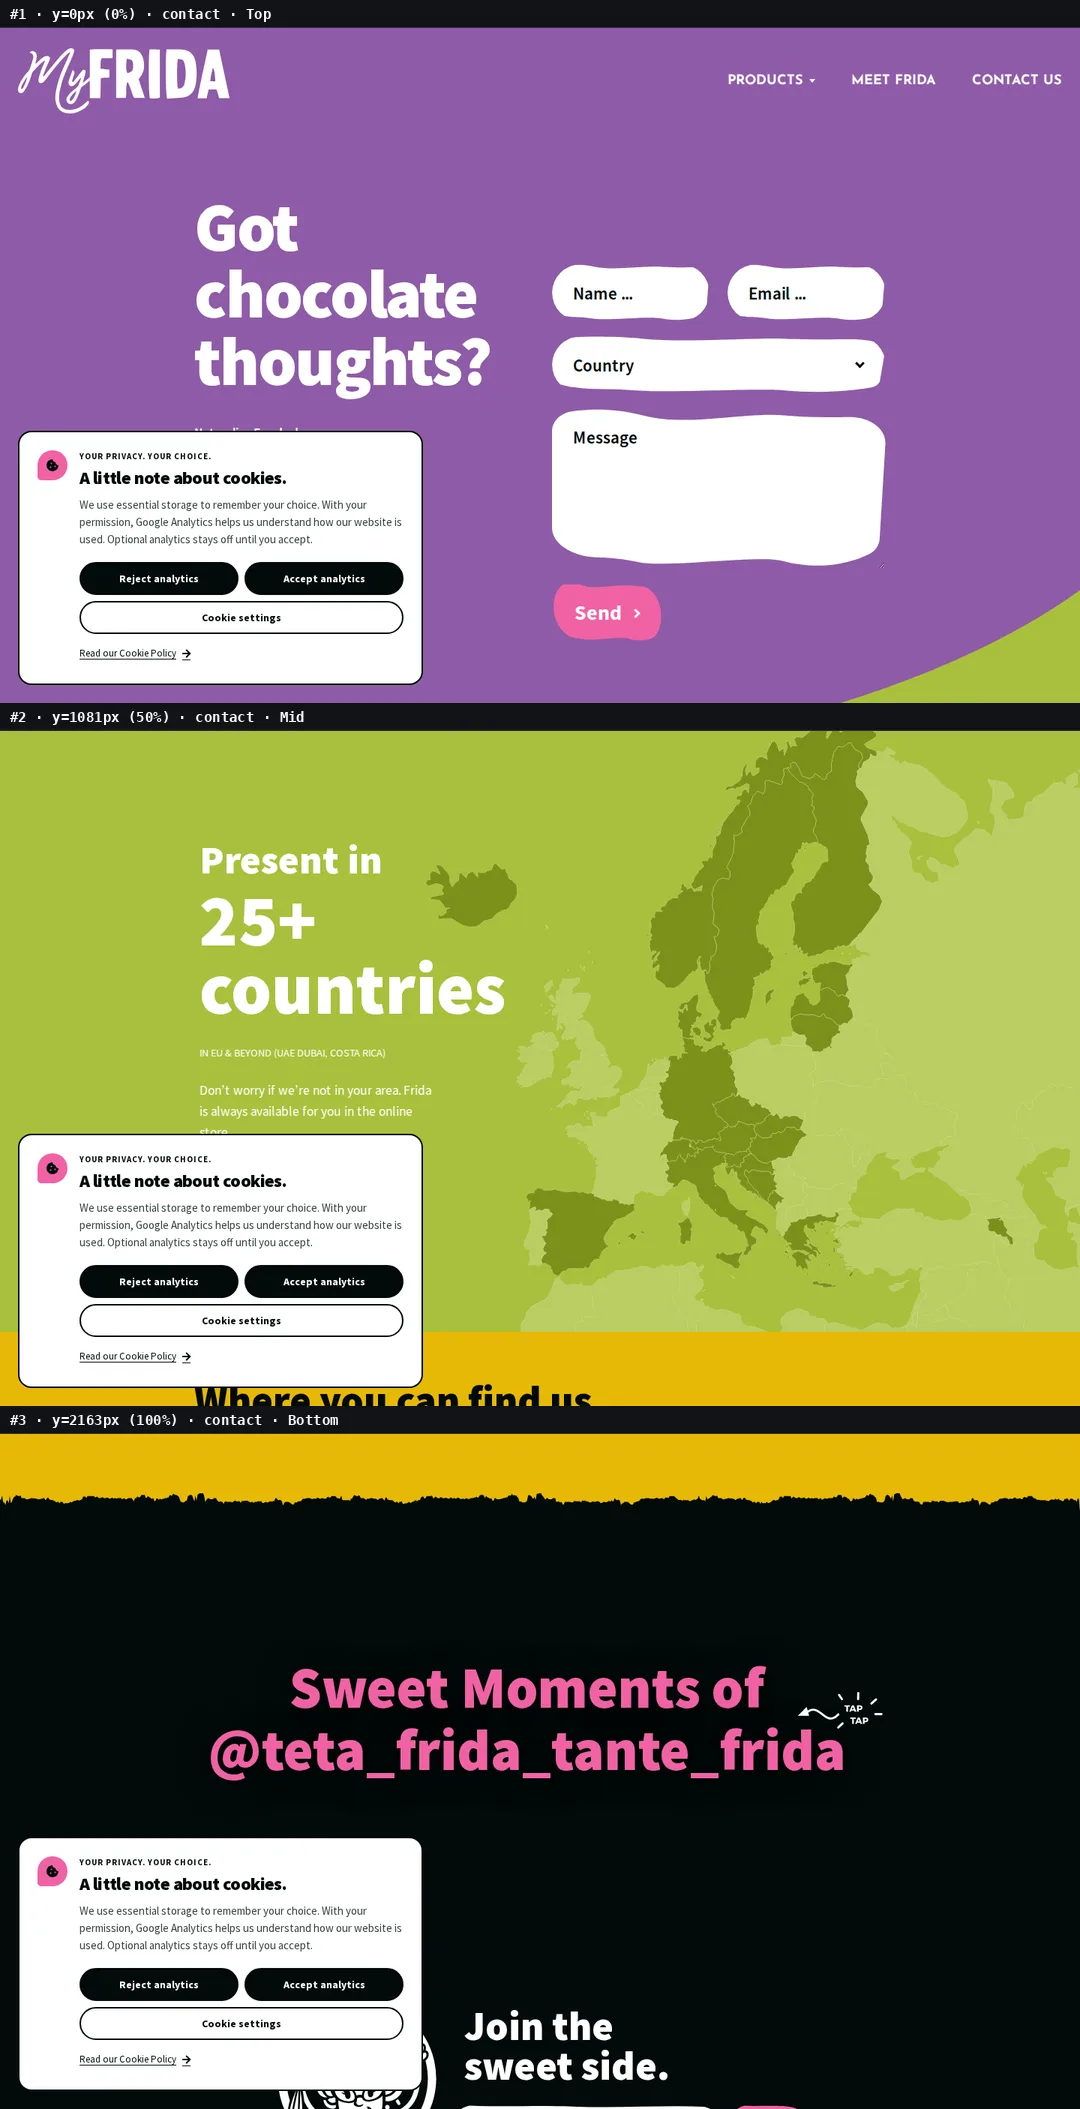 #1 · y=0px (0%) · contact · Top
MyFRIDA
PRODUCTS MEET FRIDA CONTACT US
Got
chocolate
thoughts?
Name ...
Email ...
Country
Message
Send
YOUR PRIVACY. YOUR CHOICE.
A little note about cookies.
We use essential storage to remember your choice. With your
permission, Google Analytics helps us understand how our website is
used. Optional analytics stays off until you accept.
Reject analytics
Accept analytics
Cookie settings
Read our Cookie Policy
#2 · y=1081px (50%) · contact · Mid
Present in
25+
countries
IN EU & BEYOND (UAE DUBAI, COSTA RICA)
Don't worry if we're not in your area. Frida
is always available for you in the online
store
YOUR PRIVACY. YOUR CHOICE.
A little note about cookies.
We use essential storage to remember your choice. With your
permission, Google Analytics helps us understand how our website is
used. Optional analytics stays off until you accept.
Reject analytics
Accept analytics
Cookie settings
Read our Cookie Policy
Where you can find us
#3 · y=2163px (100%) · contact · Bottom
Sweet Moments of
@teta_frida_tante_frida
TAP
TAP
YOUR PRIVACY. YOUR CHOICE.
A little note about cookies.
We use essential storage to remember your choice. With your
permission, Google Analytics helps us understand how our website is
used. Optional analytics stays off until you accept.
Reject analytics
Accept analytics
Cookie settings
Read our Cookie Policy
Join the
sweet side.